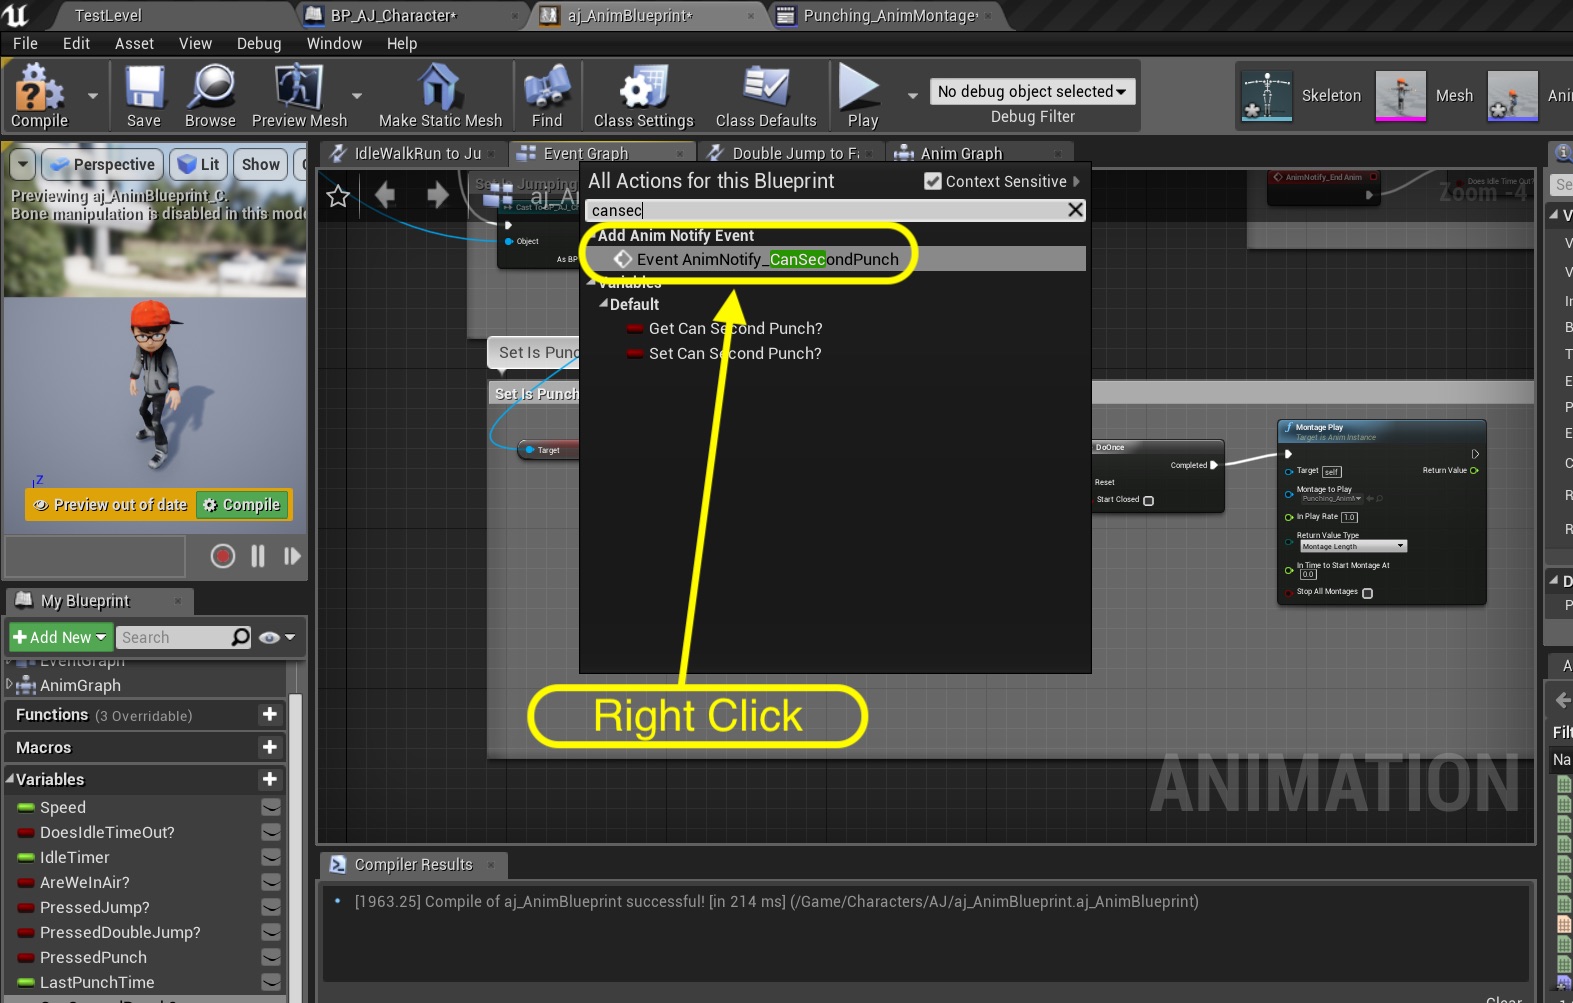 TestLevel
BP_AJ_Character*
aj_AnimBlueprint*
Punching_AnimMontage*
File Edit Asset View Debug Window Help
Compile
Save
Browse
Preview Mesh
Make Static Mesh
Find
Class Settings
Class Defaults
Play
No debug object selected
Debug Filter
Skeleton
Mesh
Perspective
Lit
Show
Previewing aj_AnimBlueprint_C.
Bone manipulation is disabled in this mode
Z
Preview out of date
Compile
IdleWalkRun to Ju
Event Graph
Double Jump to Fa
Anim Graph
All Actions for this Blueprint
Context Sensitive
cansec
Add Anim Notify Event
Event AnimNotify_CanSecondPunch
Variables
Default
Get Can Second Punch?
Set Can Second Punch?
Right Click
Object
As BP
Set Is Punc
Set Is Punch
Target
AnimNotify_End Anim
Does Idle Time Out?
Zoom -4
DoOnce
Completed
Reset
Start Closed
Montage Play
Target is Anim Instance
Target self
Return Value
Montage to Play
In Play Rate 1.0
Return Value Type
Montage Length
In Time to Start Montage At
0.0
Stop All Montages
ANIMATION
My Blueprint
Add New
Search
EventGraph
AnimGraph
Functions (3 Overridable)
Macros
Variables
Speed
DoesIdleTimeOut?
IdleTimer
AreWeInAir?
PressedJump?
PressedDoubleJump?
PressedPunch
LastPunchTime
Compiler Results
[1963.25] Compile of aj_AnimBlueprint successful! [in 214 ms] (/Game/Characters/AJ/aj_AnimBlueprint.aj_AnimBlueprint)
Clear